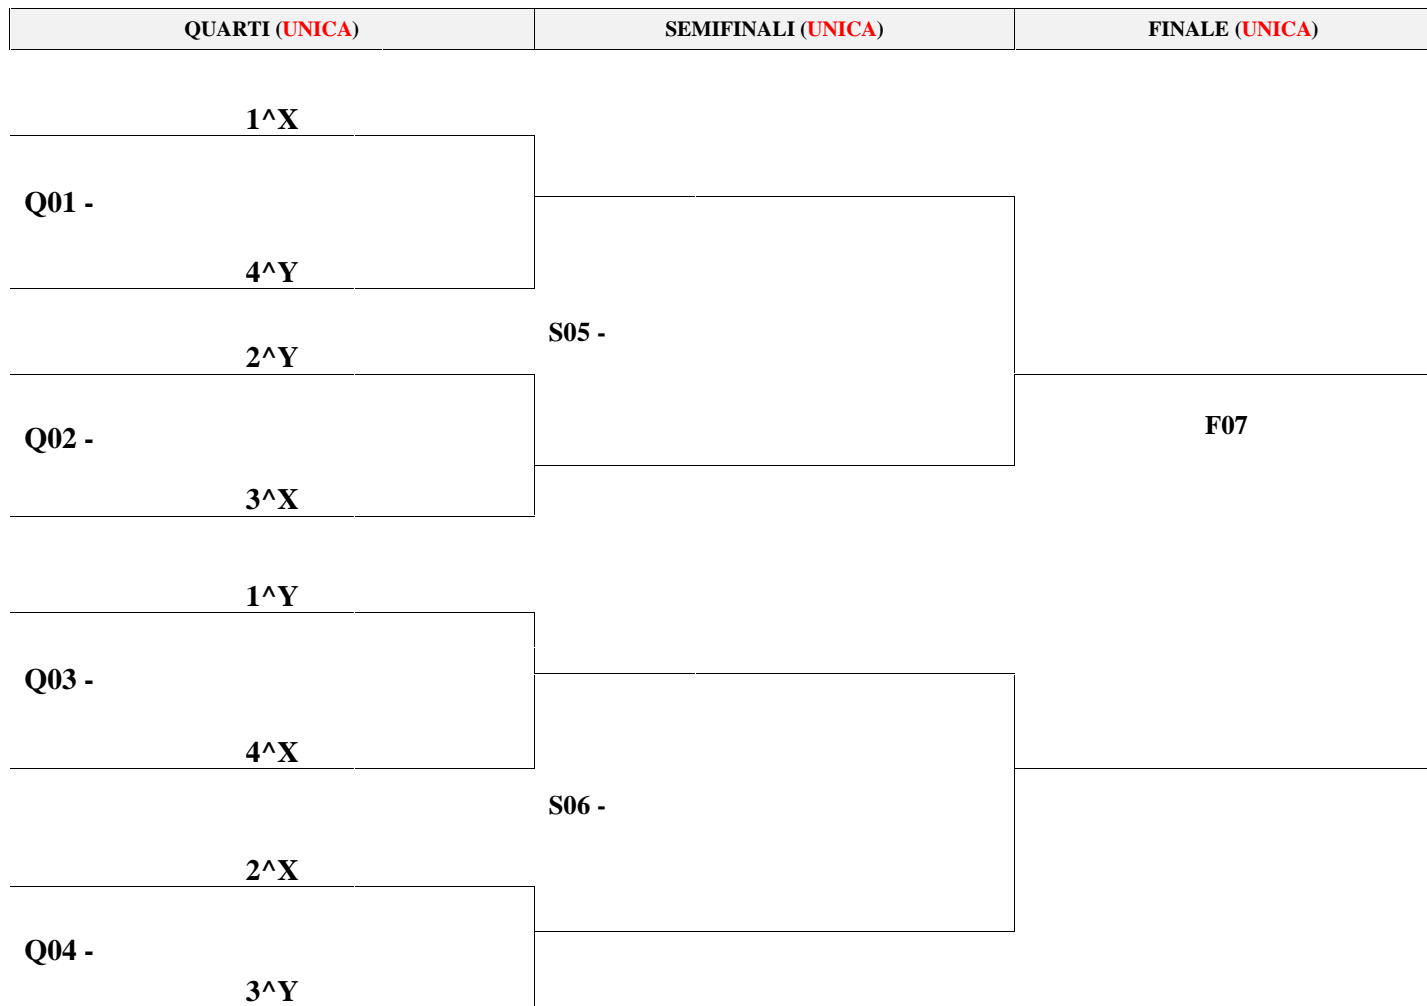 QUARTI (UNICA) SEMIFINALI (UNICA) FINALE (UNICA)
1^X
Q01 -
4^Y
S05 -
2^Y
F07
Q02 -
3^X
1^Y
Q03 -
4^X
S06 -
2^X
Q04 -
3^Y